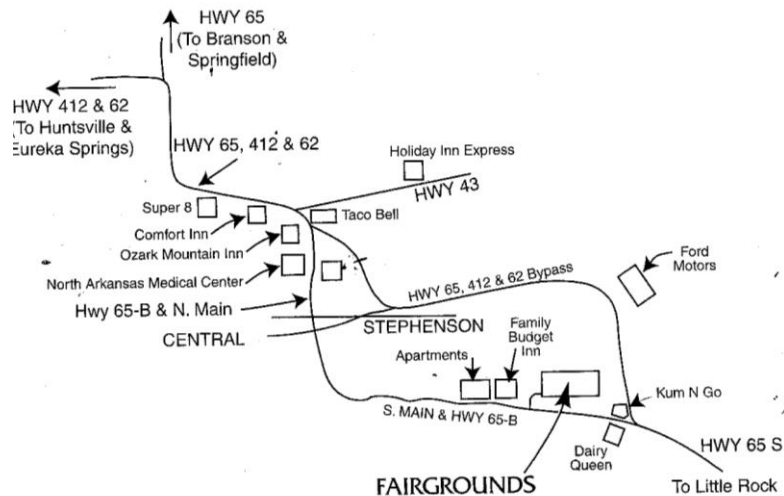 HWY 65
(To Branson &
Springfield)
HWY 412 & 62
(To Huntsville &
Eureka Springs)
HWY 65, 412 & 62
Holiday Inn Express
HWY 43
Super 8
Taco Bell
Comfort Inn
Ozark Mountain Inn
North Arkansas Medical Center
Ford
Motors
HWY 65, 412 & 62 Bypass
Hwy 65-B & N. Main
STEPHENSON
CENTRAL
Family
Budget
Inn
Apartments
Kum N Go
S. MAIN & HWY 65-B
HWY 65 S
Dairy
Queen
FAIRGROUNDS
To Little Rock